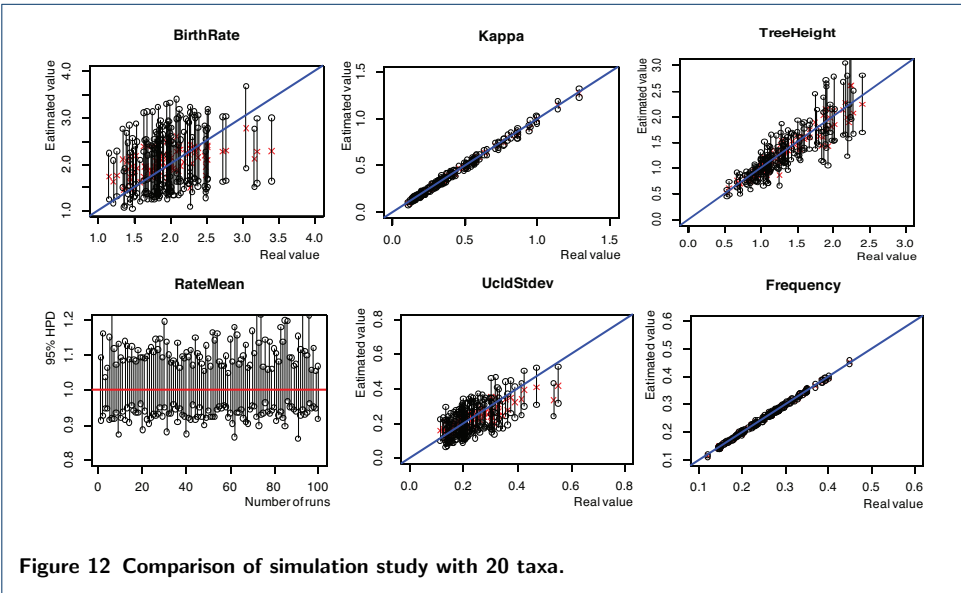 BirthRate
Eatimated value
4.0
3.0
2.0
1.0
1.0 1.5 2.0 2.5 3.0 3.5 4.0
Real value
Kappa
Eatimated value
1.5
1.0
0.5
0.0
0.0 0.5 1.0 1.5
Real value
TreeHeight
Eatimated value
3.0
2.5
2.0
1.5
1.0
0.5
0.0
0.0 0.5 1.0 1.5 2.0 2.5 3.0
Real value
RateMean
95% HPD
1.2
1.1
1.0
0.9
0.8
0 20 40 60 80 100
Number of runs
UcldStdev
Eatimated value
0.8
0.6
0.4
0.2
0.0
0.0 0.2 0.4 0.6 0.8
Real value
Frequency
Eatimated value
0.6
0.5
0.4
0.3
0.2
0.1
0.1 0.2 0.3 0.4 0.5 0.6
Real value
Figure 12 Comparison of simulation study with 20 taxa.